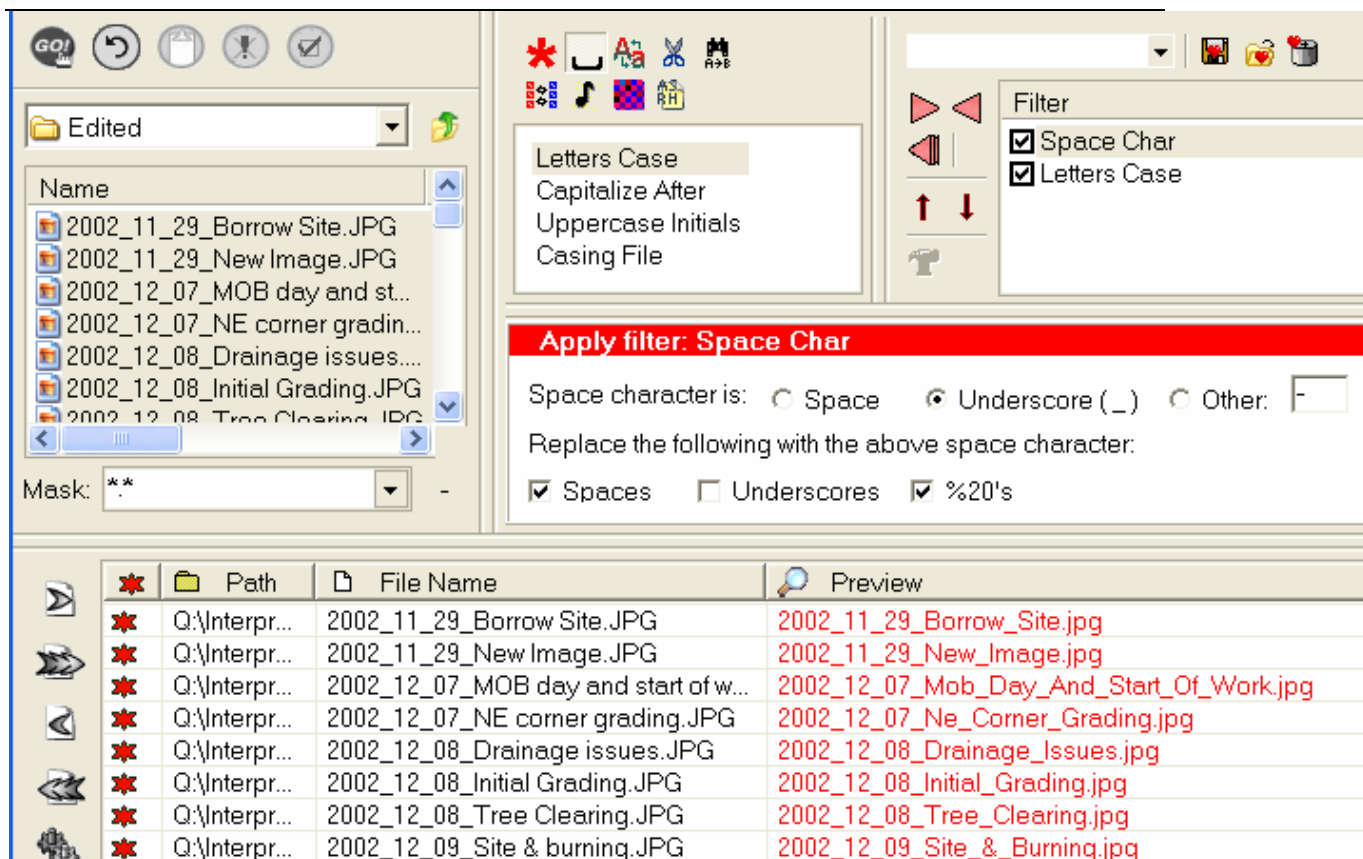 GO!
A→B
A S
R H
Edited
Name
2002_11_29_Borrow Site.JPG
2002_11_29_New Image.JPG
2002_12_07_MOB day and st...
2002_12_07_NE corner gradin...
2002_12_08_Drainage issues....
2002_12_08_Initial Grading.JPG
2002_12_08_Tree Clearing.JPG
Mask: *.* -
Letters Case
Capitalize After
Uppercase Initials
Casing File
Filter
Space Char
Letters Case
Apply filter: Space Char
Space character is: Space Underscore ( _ ) Other: -
Replace the following with the above space character:
Spaces Underscores %20's
Path File Name Preview
Q:\Interpr... 2002_11_29_Borrow Site.JPG 2002_11_29_Borrow_Site.jpg
Q:\Interpr... 2002_11_29_New Image.JPG 2002_11_29_New_Image.jpg
Q:\Interpr... 2002_12_07_MOB day and start of w... 2002_12_07_Mob_Day_And_Start_Of_Work.jpg
Q:\Interpr... 2002_12_07_NE corner grading.JPG 2002_12_07_Ne_Corner_Grading.jpg
Q:\Interpr... 2002_12_08_Drainage issues.JPG 2002_12_08_Drainage_Issues.jpg
Q:\Interpr... 2002_12_08_Initial Grading.JPG 2002_12_08_Initial_Grading.jpg
Q:\Interpr... 2002_12_08_Tree Clearing.JPG 2002_12_08_Tree_Clearing.jpg
Q:\Interpr... 2002_12_09_Site & burning.JPG 2002_12_09_Site_&_Burning.jpg